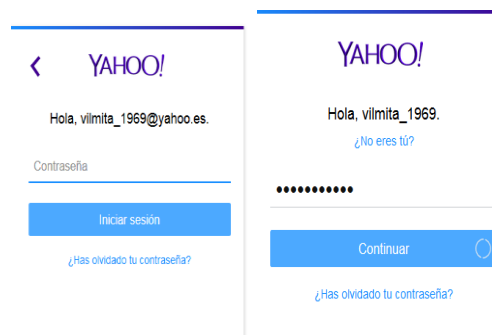 YAHOO!
Hola, vilmita_1969@yahoo.es.
Contraseña
Iniciar sesión
¿Has olvidado tu contraseña?
YAHOO!
Hola, vilmita_1969.
¿No eres tú?
•••••••••••
Continuar
¿Has olvidado tu contraseña?